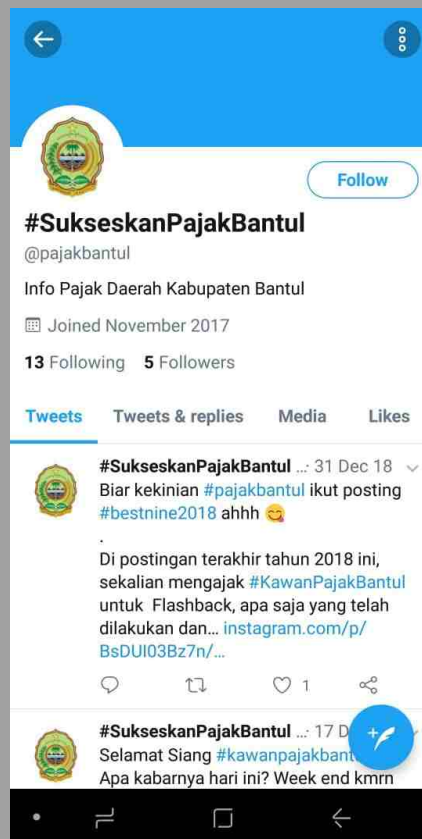 Follow
#SukseskanPajakBantul
@pajakbantul
Info Pajak Daerah Kabupaten Bantul
Joined November 2017
13 Following 5 Followers
Tweets Tweets & replies Media Likes
#SukseskanPajakBantul ...· 31 Dec 18
Biar kekinian #pajakbantul ikut posting
#bestnine2018 ahhh 😋
.
Di postingan terakhir tahun 2018 ini,
sekalian mengajak #KawanPajakBantul
untuk Flashback, apa saja yang telah
dilakukan dan... instagram.com/p/
BsDUI03Bz7n/...
1
#SukseskanPajakBantul ...· 17 D
Selamat Siang #kawanpajakbant
Apa kabarnya hari ini? Week end kmrn